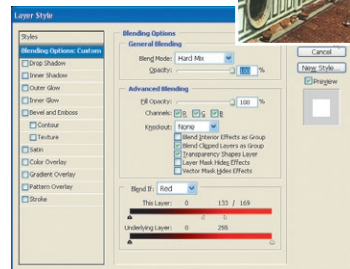 Layer Style
Styles
Blending Options: Custom
Drop Shadow
Inner Shadow
Outer Glow
Inner Glow
Bevel and Emboss
Contour
Texture
Satin
Color Overlay
Gradient Overlay
Pattern Overlay
Stroke
Blending Options
General Blending
Blend Mode: Hard Mix
Opacity: 100 %
Advanced Blending
Fill Opacity: 100 %
Channels: R G B
Knockout: None
Blend Interior Effects as Group
Blend Clipped Layers as Group
Transparency Shapes Layer
Layer Mask Hides Effects
Vector Mask Hides Effects
Blend If: Red
This Layer: 0 133 / 169
Underlying Layer: 0 255
Cancel
New Style...
Preview